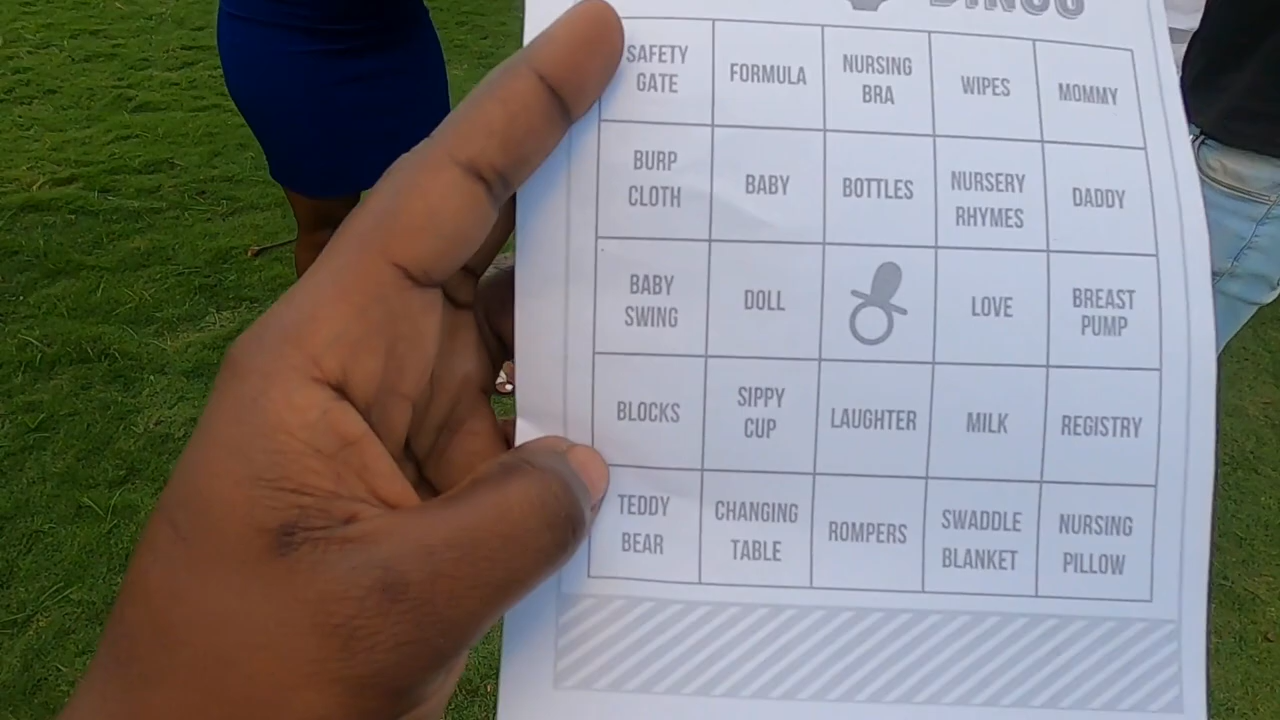 BINGO
SAFETY GATE
FORMULA
NURSING BRA
WIPES
MOMMY
BURP CLOTH
BABY
BOTTLES
NURSERY RHYMES
DADDY
BABY SWING
DOLL
LOVE
BREAST PUMP
BLOCKS
SIPPY CUP
LAUGHTER
MILK
REGISTRY
TEDDY BEAR
CHANGING TABLE
ROMPERS
SWADDLE BLANKET
NURSING PILLOW